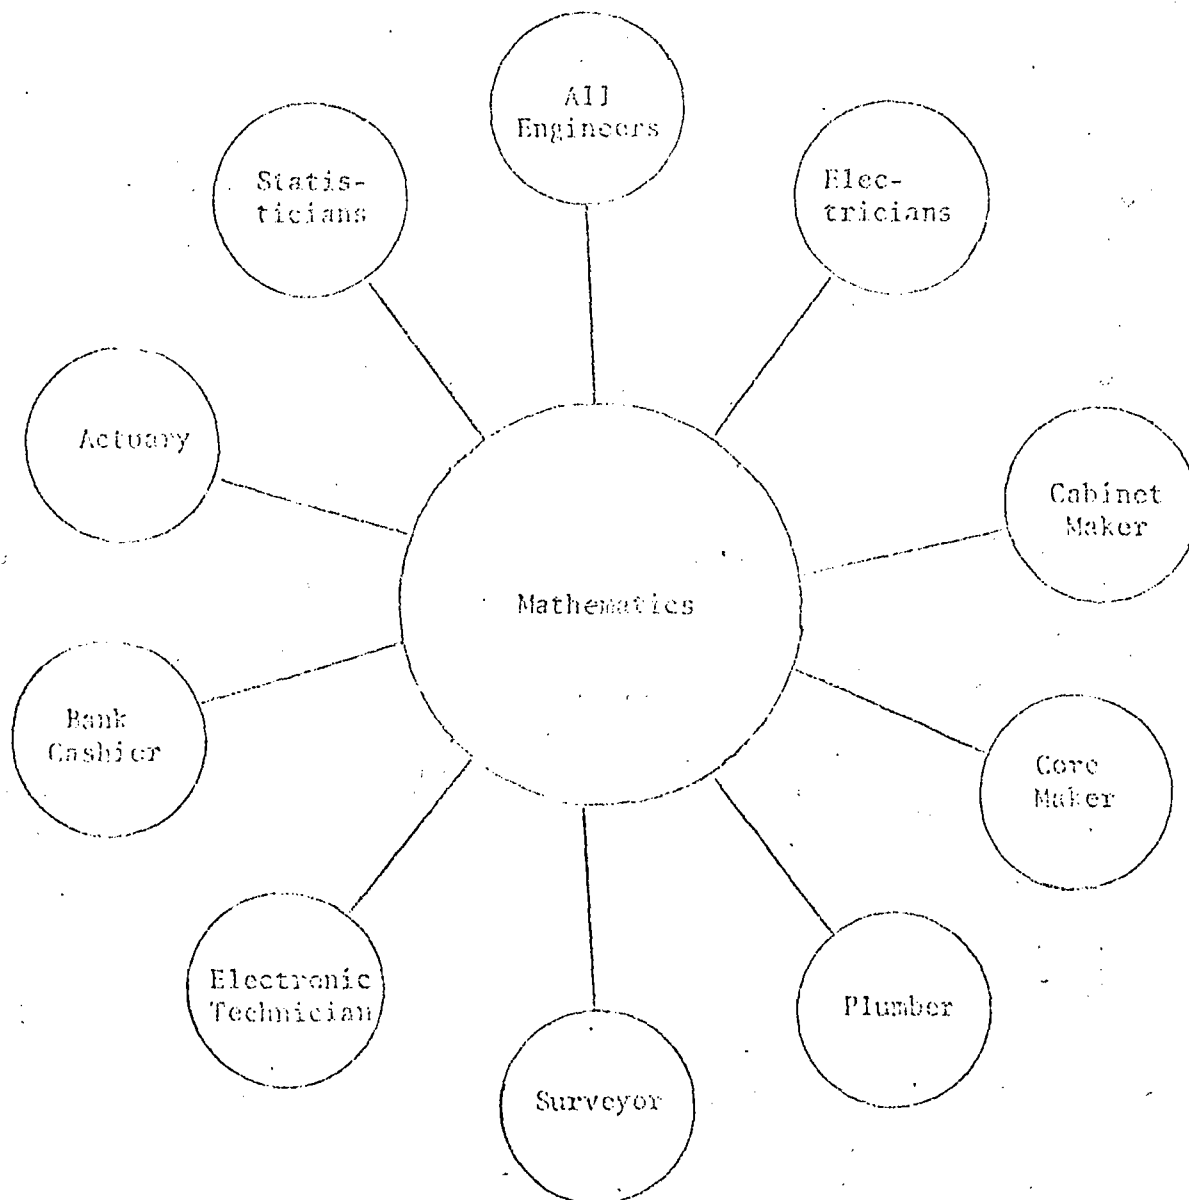 All
Engineers
Statis-
ticians
Elec-
tricians
Actuary
Cabinet
Maker
Mathematics
Bank
Cashier
Core
Maker
Electronic
Technician
Plumber
Surveyor